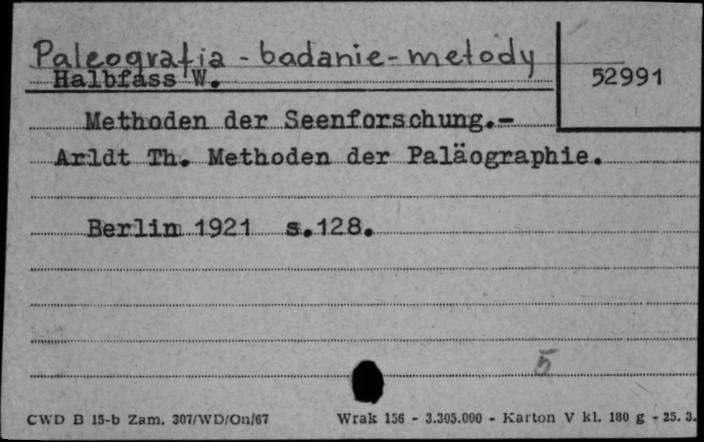 Paleografia - badanie - metody
Halbfass W.
52991
Methoden der Seenforschung.-
Arldt Th. Methoden der Paläographie.
Berlin 1921 s.128.
5
CWD B 15-b Zam. 307/WD/On/67 Wrak 156 - 3.305.000 - Karton V kl. 180 g - 25. 3.